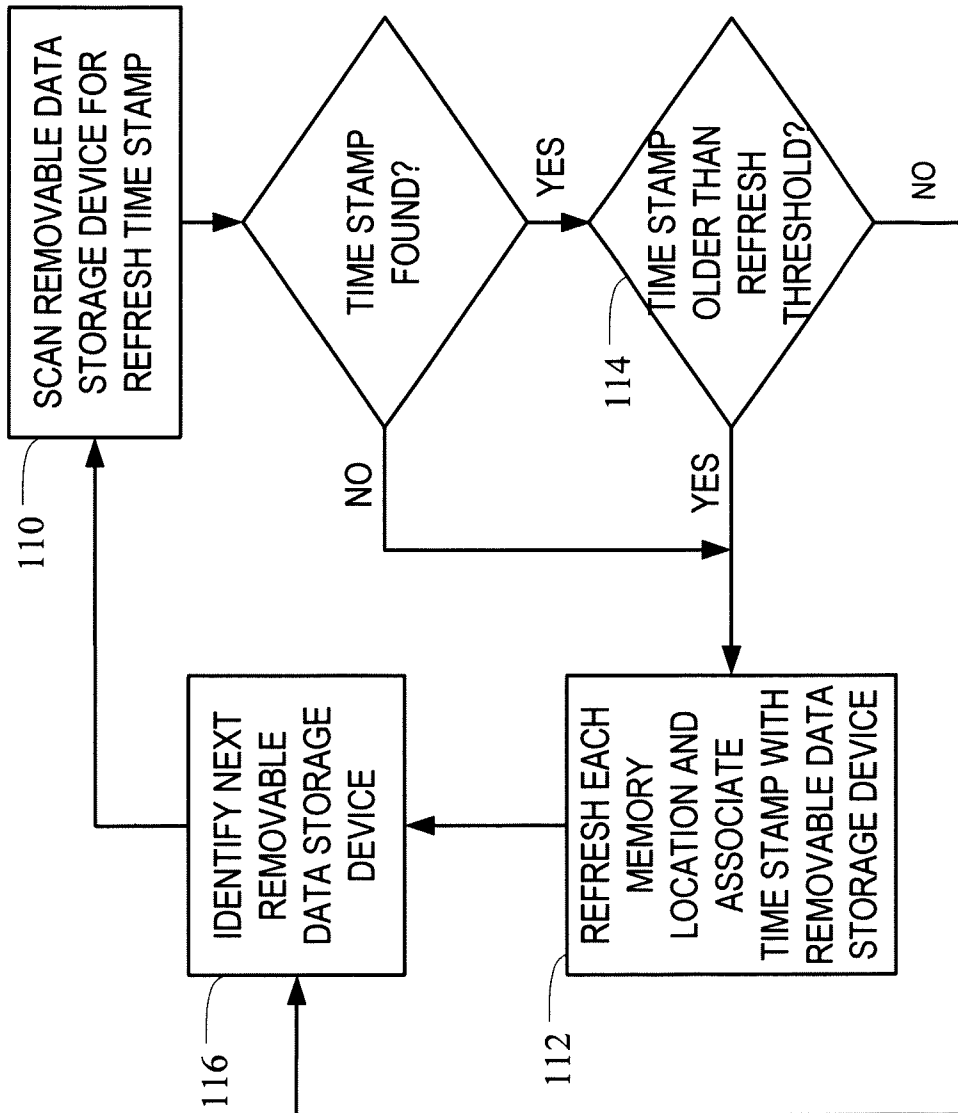 110
SCAN REMOVABLE DATA
STORAGE DEVICE FOR
REFRESH TIME STAMP
TIME STAMP
FOUND?
NO
YES
114
TIME STAMP
OLDER THAN
REFRESH
THRESHOLD?
YES
NO
116
IDENTIFY NEXT
REMOVABLE
DATA STORAGE
DEVICE
112
REFRESH EACH
MEMORY
LOCATION AND
ASSOCIATE
TIME STAMP WITH
REMOVABLE DATA
STORAGE DEVICE